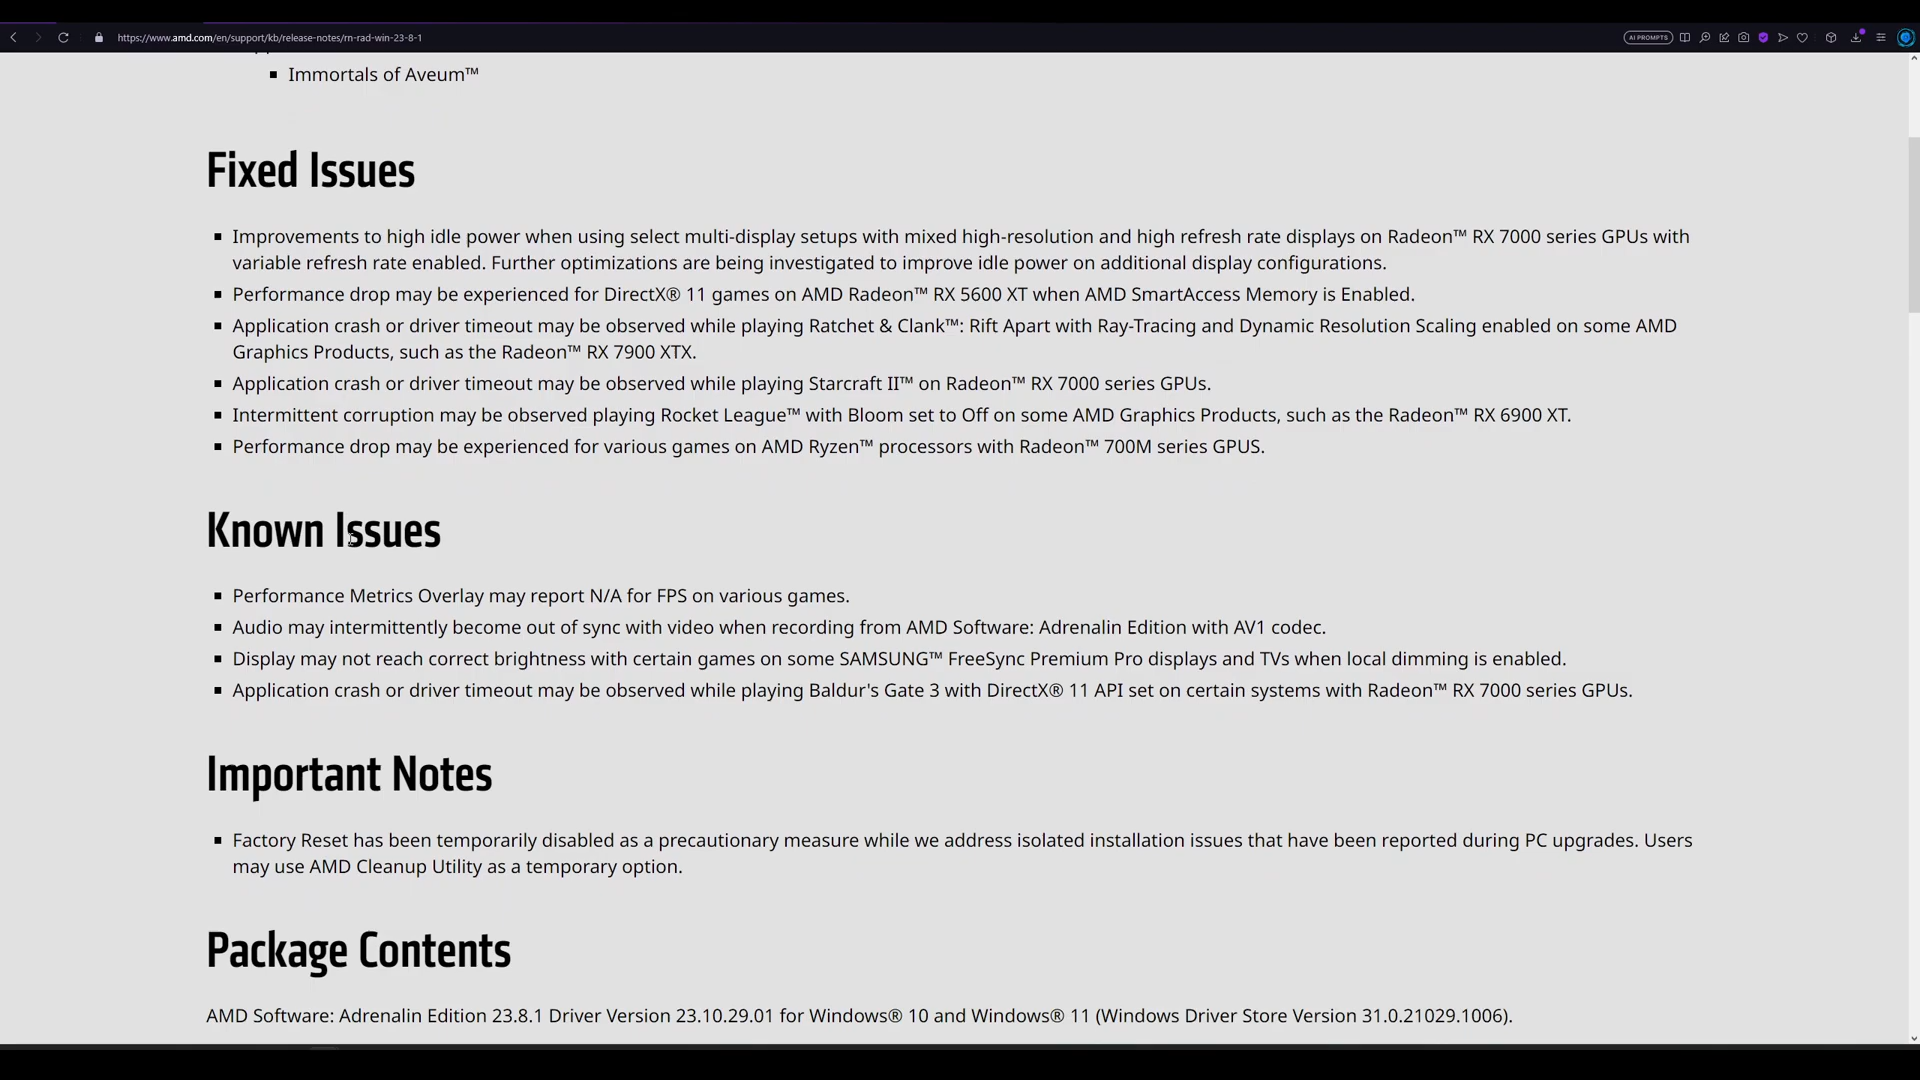 https://www.amd.com/en/support/kb/release-notes/rn-rad-win-23-8-1
AI PROMPTS
Immortals of Aveum™
Fixed Issues
Improvements to high idle power when using select multi-display setups with mixed high-resolution and high refresh rate displays on Radeon™ RX 7000 series GPUs with
variable refresh rate enabled. Further optimizations are being investigated to improve idle power on additional display configurations.
Performance drop may be experienced for DirectX® 11 games on AMD Radeon™ RX 5600 XT when AMD SmartAccess Memory is Enabled.
Application crash or driver timeout may be observed while playing Ratchet & Clank™: Rift Apart with Ray-Tracing and Dynamic Resolution Scaling enabled on some AMD
Graphics Products, such as the Radeon™ RX 7900 XTX.
Application crash or driver timeout may be observed while playing Starcraft II™ on Radeon™ RX 7000 series GPUs.
Intermittent corruption may be observed playing Rocket League™ with Bloom set to Off on some AMD Graphics Products, such as the Radeon™ RX 6900 XT.
Performance drop may be experienced for various games on AMD Ryzen™ processors with Radeon™ 700M series GPUS.
Known Issues
Performance Metrics Overlay may report N/A for FPS on various games.
Audio may intermittently become out of sync with video when recording from AMD Software: Adrenalin Edition with AV1 codec.
Display may not reach correct brightness with certain games on some SAMSUNG™ FreeSync Premium Pro displays and TVs when local dimming is enabled.
Application crash or driver timeout may be observed while playing Baldur's Gate 3 with DirectX® 11 API set on certain systems with Radeon™ RX 7000 series GPUs.
Important Notes
Factory Reset has been temporarily disabled as a precautionary measure while we address isolated installation issues that have been reported during PC upgrades. Users
may use AMD Cleanup Utility as a temporary option.
Package Contents
AMD Software: Adrenalin Edition 23.8.1 Driver Version 23.10.29.01 for Windows® 10 and Windows® 11 (Windows Driver Store Version 31.0.21029.1006).